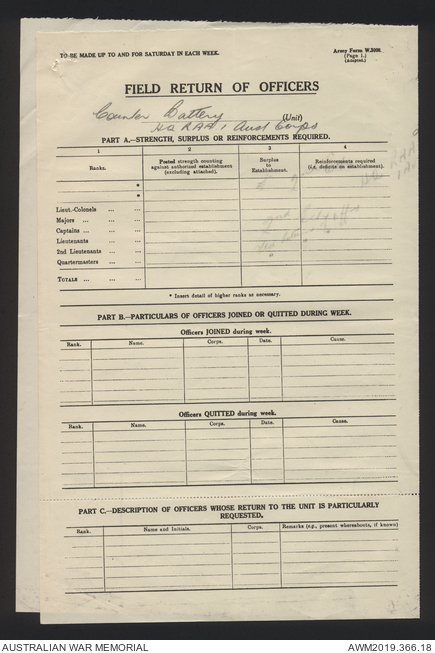 TO BE MADE UP TO AND FOR SATURDAY IN EACH WEEK.
Army Form W.3008.
(Page 1.)
(Adapted.)
FIELD RETURN OF OFFICERS
Counter Battery (Unit)
HQ RAA 1 Aust Corps
PART A.—STRENGTH, SURPLUS OR REINFORCEMENTS REQUIRED.
1 2 3 4
Ranks. Posted strength counting against authorized establishment (excluding attached). Surplus to Establishment. Reinforcements required (i.e. deficits on establishment).
*
*
Lieut.-Colonels ... ...
Majors ... ... ...
Captains ... ... ...
Lieutenants ... ...
2nd Lieutenants ... ...
Quartermasters ... ...
TOTALS ... ... ...
* Insert detail of higher ranks as necessary.
PART B.—PARTICULARS OF OFFICERS JOINED OR QUITTED DURING WEEK.
Officers JOINED during week.
Rank. Name. Corps. Date. Cause.
Officers QUITTED during week.
Rank. Name. Corps. Date. Cause.
PART C.—DESCRIPTION OF OFFICERS WHOSE RETURN TO THE UNIT IS PARTICULARLY
REQUESTED.
Rank. Name and Initials. Corps. Remarks (e.g., present whereabouts, if known)
AUSTRALIAN WAR MEMORIAL AWM2019.366.18